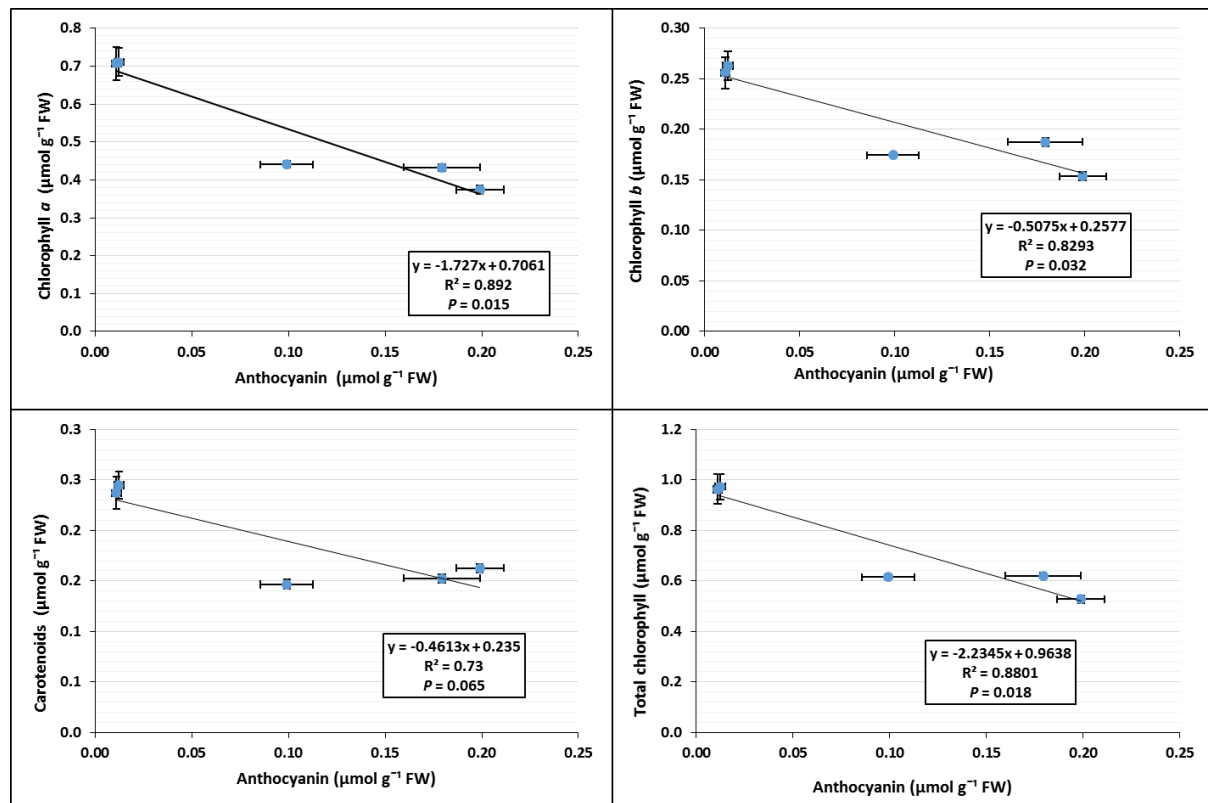 Chlorophyll a (µmol g⁻¹ FW)
0.8
0.7
0.6
0.5
0.4
0.3
0.2
0.1
0.0
y = -1.727x + 0.7061
R² = 0.892
P = 0.015
0.00 0.05 0.10 0.15 0.20 0.25
Anthocyanin (µmol g⁻¹ FW)
Chlorophyll b (µmol g⁻¹ FW)
0.30
0.25
0.20
0.15
0.10
0.05
0.00
y = -0.5075x + 0.2577
R² = 0.8293
P = 0.032
0.00 0.05 0.10 0.15 0.20 0.25
Anthocyanin (µmol g⁻¹ FW)
Carotenoids (µmol g⁻¹ FW)
0.3
0.3
0.2
0.2
0.1
0.1
0.0
y = -0.4613x + 0.235
R² = 0.73
P = 0.065
0.00 0.05 0.10 0.15 0.20 0.25
Anthocyanin (µmol g⁻¹ FW)
Total chlorophyll (µmol g⁻¹ FW)
1.2
1.0
0.8
0.6
0.4
0.2
0.0
y = -2.2345x + 0.9638
R² = 0.8801
P = 0.018
0.00 0.05 0.10 0.15 0.20 0.25
Anthocyanin (µmol g⁻¹ FW)